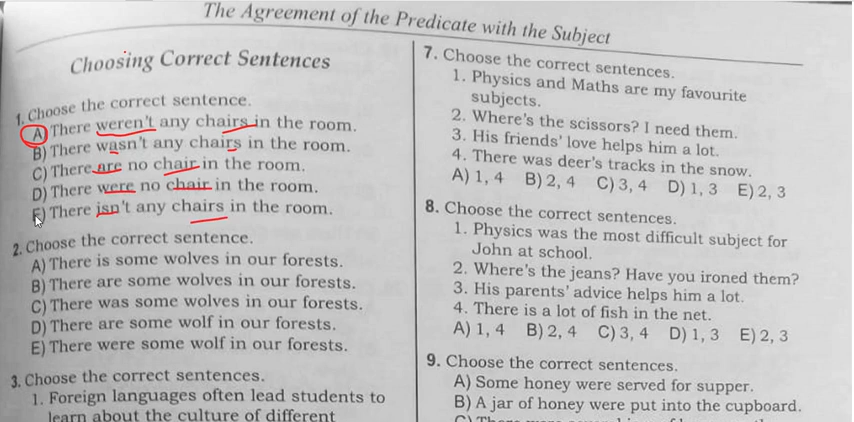 The Agreement of the Predicate with the Subject
Choosing Correct Sentences
1. Choose the correct sentence.
A) There weren't any chairs in the room.
B) There wasn't any chairs in the room.
C) There are no chair in the room.
D) There were no chair in the room.
E) There isn't any chairs in the room.
2. Choose the correct sentence.
A) There is some wolves in our forests.
B) There are some wolves in our forests.
C) There was some wolves in our forests.
D) There are some wolf in our forests.
E) There were some wolf in our forests.
3. Choose the correct sentences.
1. Foreign languages often lead students to
learn about the culture of different
7. Choose the correct sentences.
1. Physics and Maths are my favourite
subjects.
2. Where's the scissors? I need them.
3. His friends' love helps him a lot.
4. There was deer's tracks in the snow.
A) 1, 4 B) 2, 4 C) 3, 4 D) 1, 3 E) 2, 3
8. Choose the correct sentences.
1. Physics was the most difficult subject for
John at school.
2. Where's the jeans? Have you ironed them?
3. His parents' advice helps him a lot.
4. There is a lot of fish in the net.
A) 1, 4 B) 2, 4 C) 3, 4 D) 1, 3 E) 2, 3
9. Choose the correct sentences.
A) Some honey were served for supper.
B) A jar of honey were put into the cupboard.